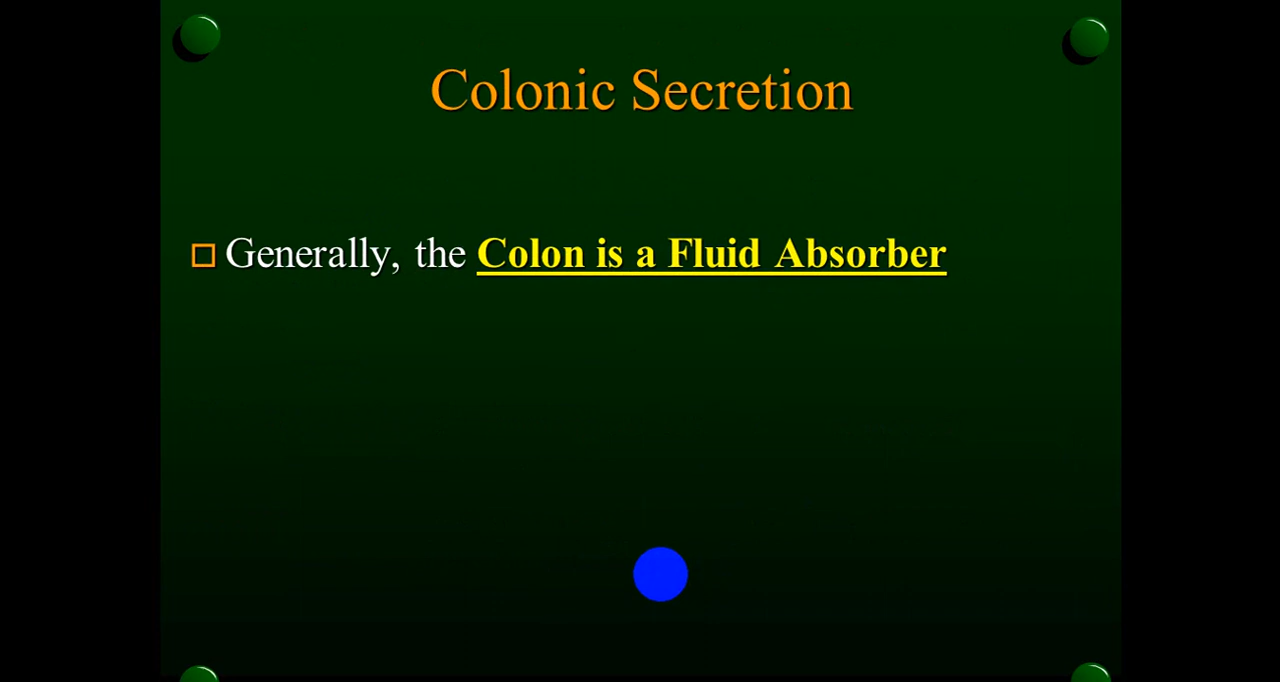 Colonic Secretion
Generally, the Colon is a Fluid Absorber